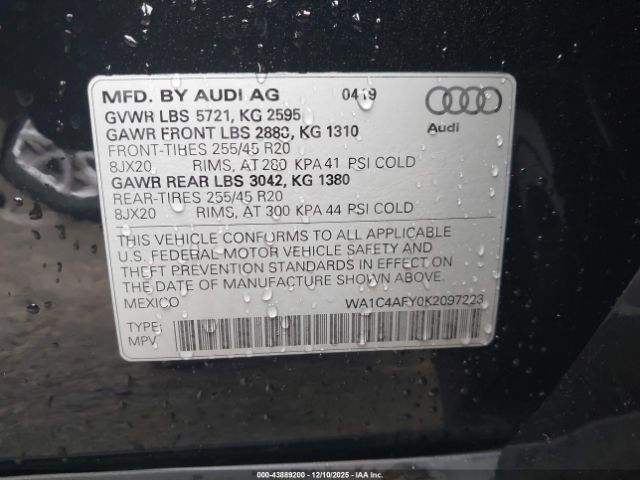 MFD. BY AUDI AG 0419
GVWR LBS 5721, KG 2595
GAWR FRONT LBS 2888, KG 1310
FRONT-TIRES 255/45 R20
8JX20 RIMS, AT 280 KPA 41 PSI COLD
GAWR REAR LBS 3042, KG 1380
REAR-TIRES 255/45 R20
8JX20 RIMS, AT 300 KPA 44 PSI COLD
Audi
THIS VEHICLE CONFORMS TO ALL APPLICABLE
U.S. FEDERAL MOTOR VEHICLE SAFETY AND
THEFT PREVENTION STANDARDS IN EFFECT ON
THE DATE OF MANUFACTURE SHOWN ABOVE.
MEXICO WA1C4AFY0K2097223
TYPE:
MPV
000-43889200 - 12/10/2025 - IAAI.COM